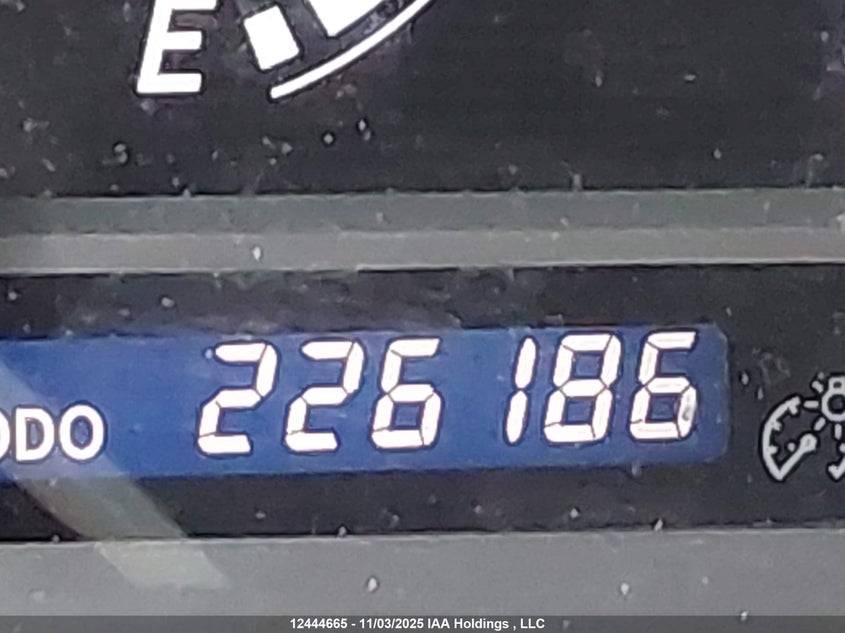 E
ODO 226186
12444665 - 11/03/2025 IAA Holdings , LLC